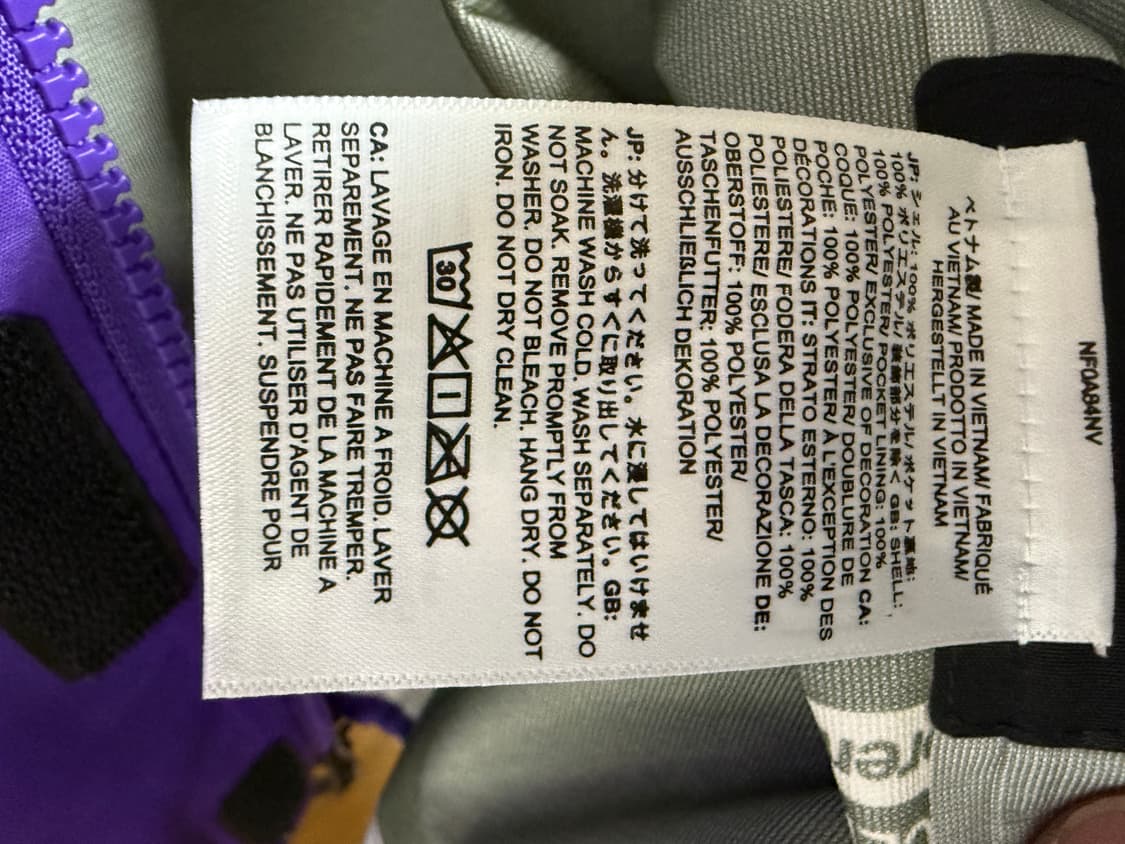 NF0A84NV
ベトナム製/ MADE IN VIETNAM/ FABRIQUÉ
AU VIETNAM/ PRODOTTO IN VIETNAM/
HERGESTELLT IN VIETNAM
JP: シェル: 100% ポリエステル/ ポケット裏地:
100% ポリエステル/ 装飾部分を除く GB: SHELL:
100% POLYESTER/ POCKET LINING: 100%
POLYESTER/ EXCLUSIVE OF DECORATION CA:
COQUE: 100% POLYESTER/ DOUBLURE DE
POCHE: 100% POLYESTER/ À L'EXCEPTION DES
DÉCORATIONS IT: STRATO ESTERNO: 100%
POLIESTERE/ FODERA DELLA TASCA: 100%
POLIESTERE/ ESCLUSA LA DECORAZIONE DE:
OBERSTOFF: 100% POLYESTER/
TASCHENFUTTER: 100% POLYESTER/
AUSSCHLIEßLICH DEKORATION
JP: 分けて洗ってください。水に浸してはいけませ
ん。洗濯機からすぐに取り出してください。GB:
MACHINE WASH COLD. WASH SEPARATELY. DO
NOT SOAK. REMOVE PROMPTLY FROM
WASHER. DO NOT BLEACH. HANG DRY. DO NOT
IRON. DO NOT DRY CLEAN.
30
CA: LAVAGE EN MACHINE A FROID. LAVER
SEPAREMENT. NE PAS FAIRE TREMPER.
RETIRER RAPIDEMENT DE LA MACHINE A
LAVER. NE PAS UTILISER D'AGENT DE
BLANCHISSEMENT. SUSPENDRE POUR